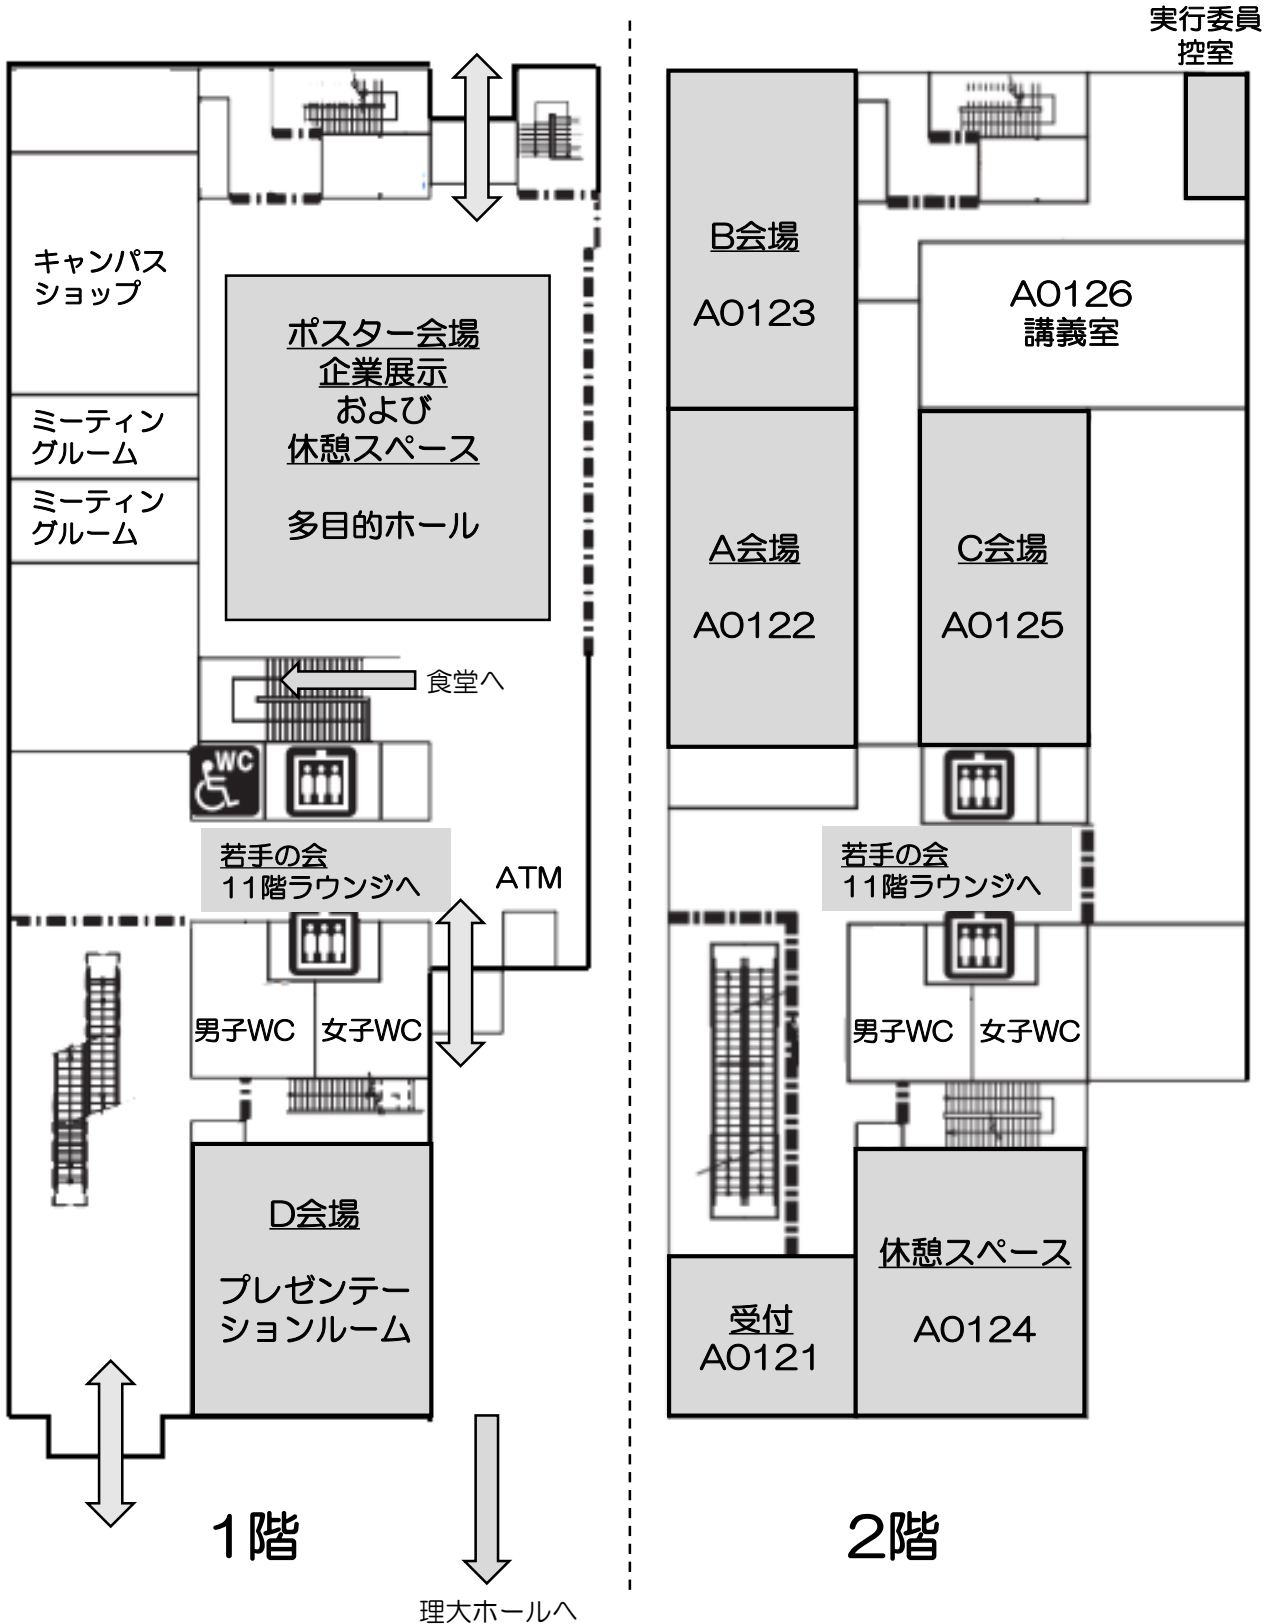 キャンパス
ショップ
ミーティン
グルーム
ミーティン
グルーム
ポスター会場
企業展示
および
休憩スペース
多目的ホール
食堂へ
WC
若手の会
11階ラウンジへ
ATM
男子WC
女子WC
D会場
プレゼンテー
ションルーム
1階
理大ホールへ
実行委員
控室
B会場
A0123
A0126
講義室
A会場
A0122
C会場
A0125
若手の会
11階ラウンジへ
男子WC
女子WC
休憩スペース
A0124
受付
A0121
2階